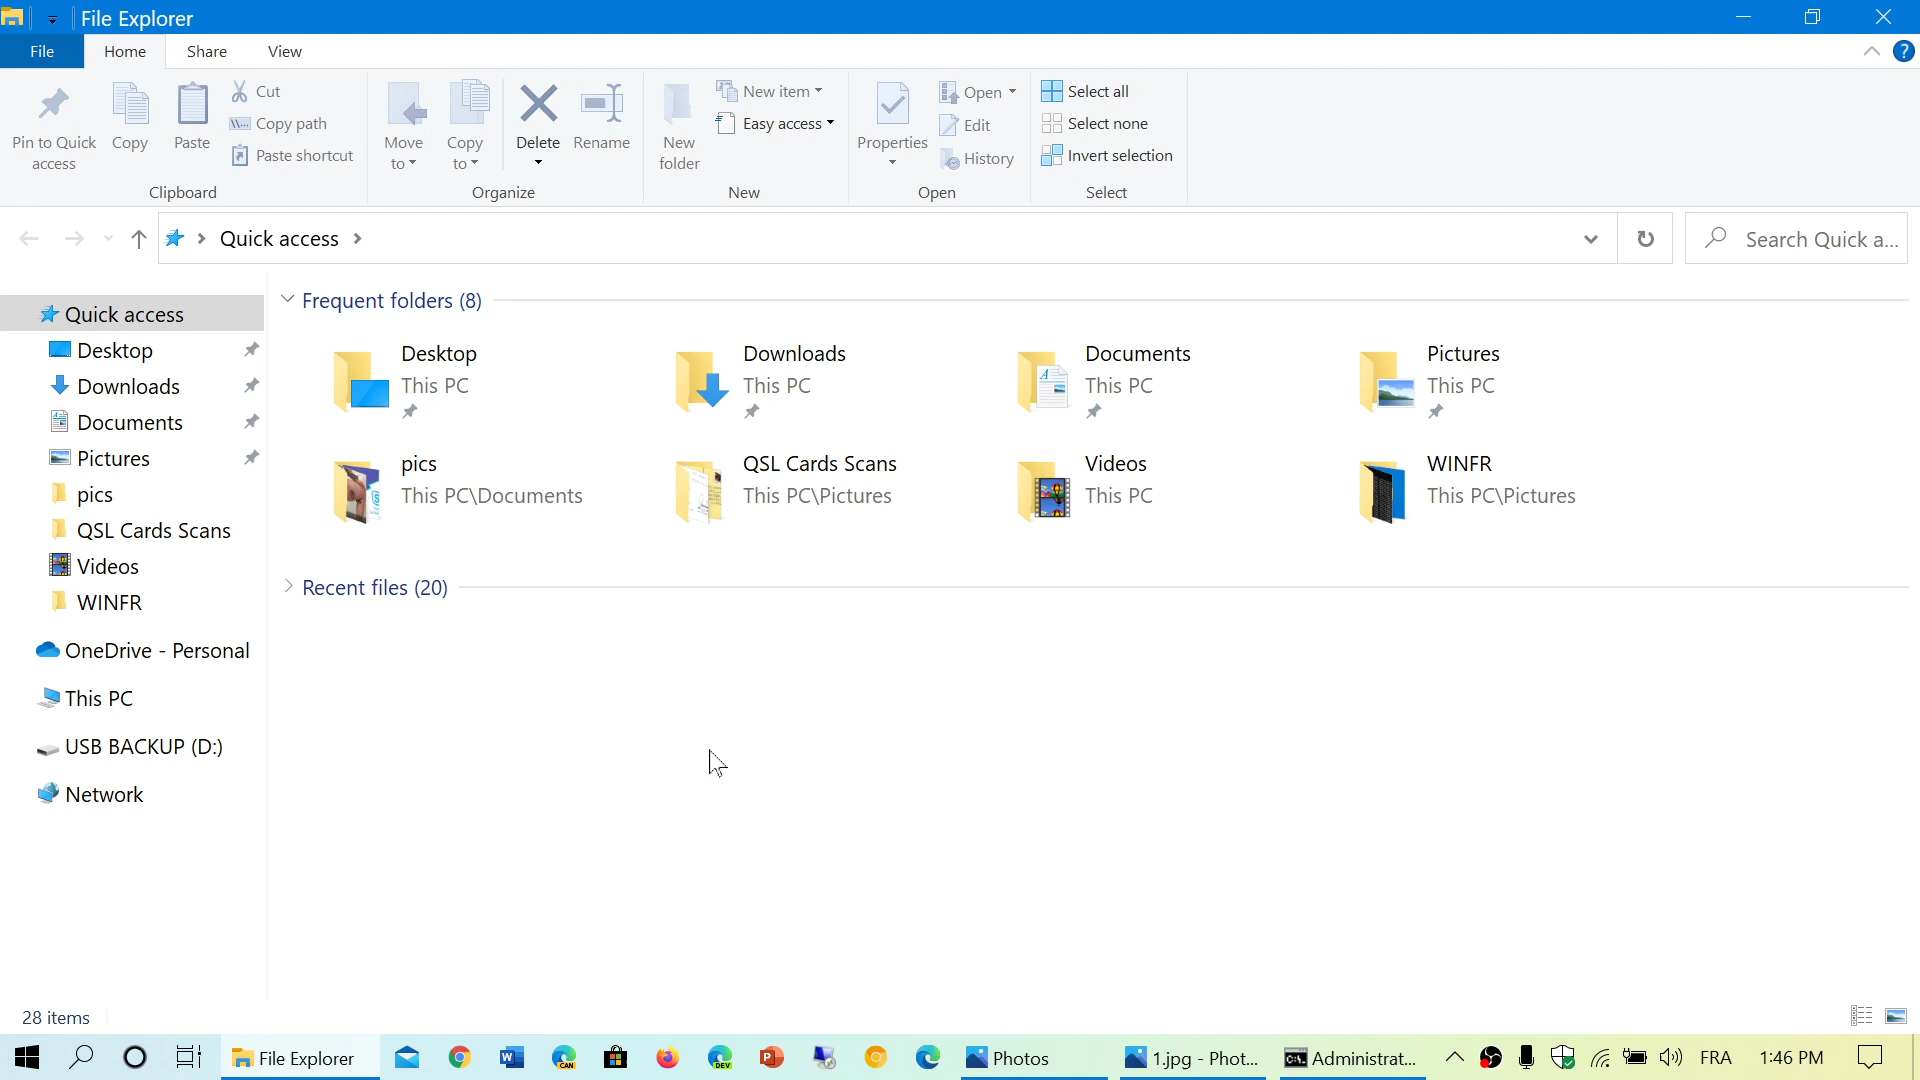 File Explorer
File Home Share View
Pin to Quick access
Copy
Paste
Cut
Copy path
Paste shortcut
Clipboard
Move to
Copy to
Delete
Rename
Organize
New folder
New item
Easy access
New
Properties
Open
Edit
History
Open
Select all
Select none
Invert selection
Select
Quick access
Search Quick a...
Quick access
Desktop
Downloads
Documents
Pictures
pics
QSL Cards Scans
Videos
WINFR
OneDrive - Personal
This PC
USB BACKUP (D:)
Network
Frequent folders (8)
Desktop
This PC
Downloads
This PC
Documents
This PC
Pictures
This PC
pics
This PC\Documents
QSL Cards Scans
This PC\Pictures
Videos
This PC
WINFR
This PC\Pictures
Recent files (20)
28 items
File Explorer
CAN
DEV
Photos
1.jpg - Phot...
Administrat...
FRA
1:46 PM